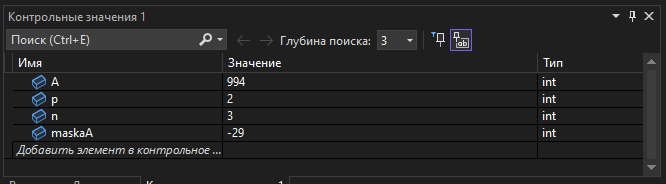 Контрольные значения 1
Поиск (Ctrl+E) Глубина поиска: 3
Имя Значение Тип
A 994 int
p 2 int
n 3 int
maskaA -29 int
Добавить элемент в контрольное ...